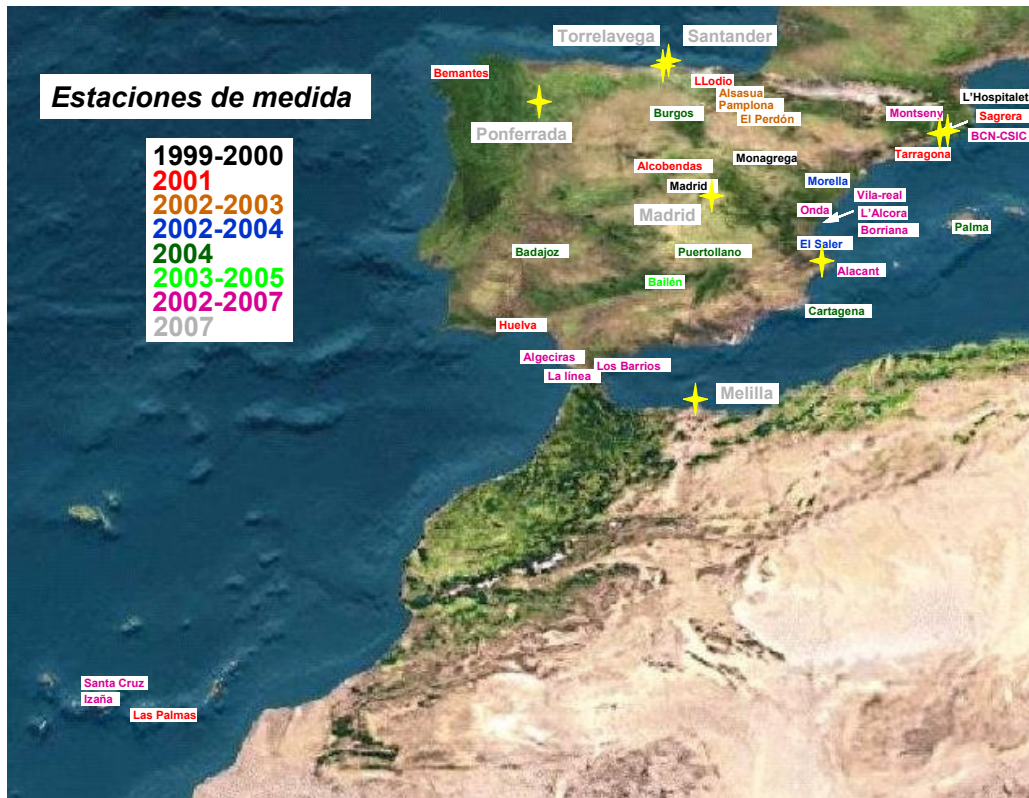 Torrelavega
Santander
Bemantes
LLodio
Estaciones de medida
Alsasua
Pamplona
El Perdón
L'Hospitalet
Burgos
Montseny
Sagrera
Ponferrada
BCN-CSIC
1999-2000
2001
2002-2003
2002-2004
2004
2003-2005
2002-2007
2007
Monagrega
Tarragona
Alcobendas
Madrid
Morella
Vila-real
Madrid
Onda
L'Alcora
Borriana
Palma
Badajoz
Puertollano
El Saler
Alacant
Bailén
Cartagena
Huelva
Algeciras
Los Barrios
La línea
Melilla
Santa Cruz
Izaña
Las Palmas